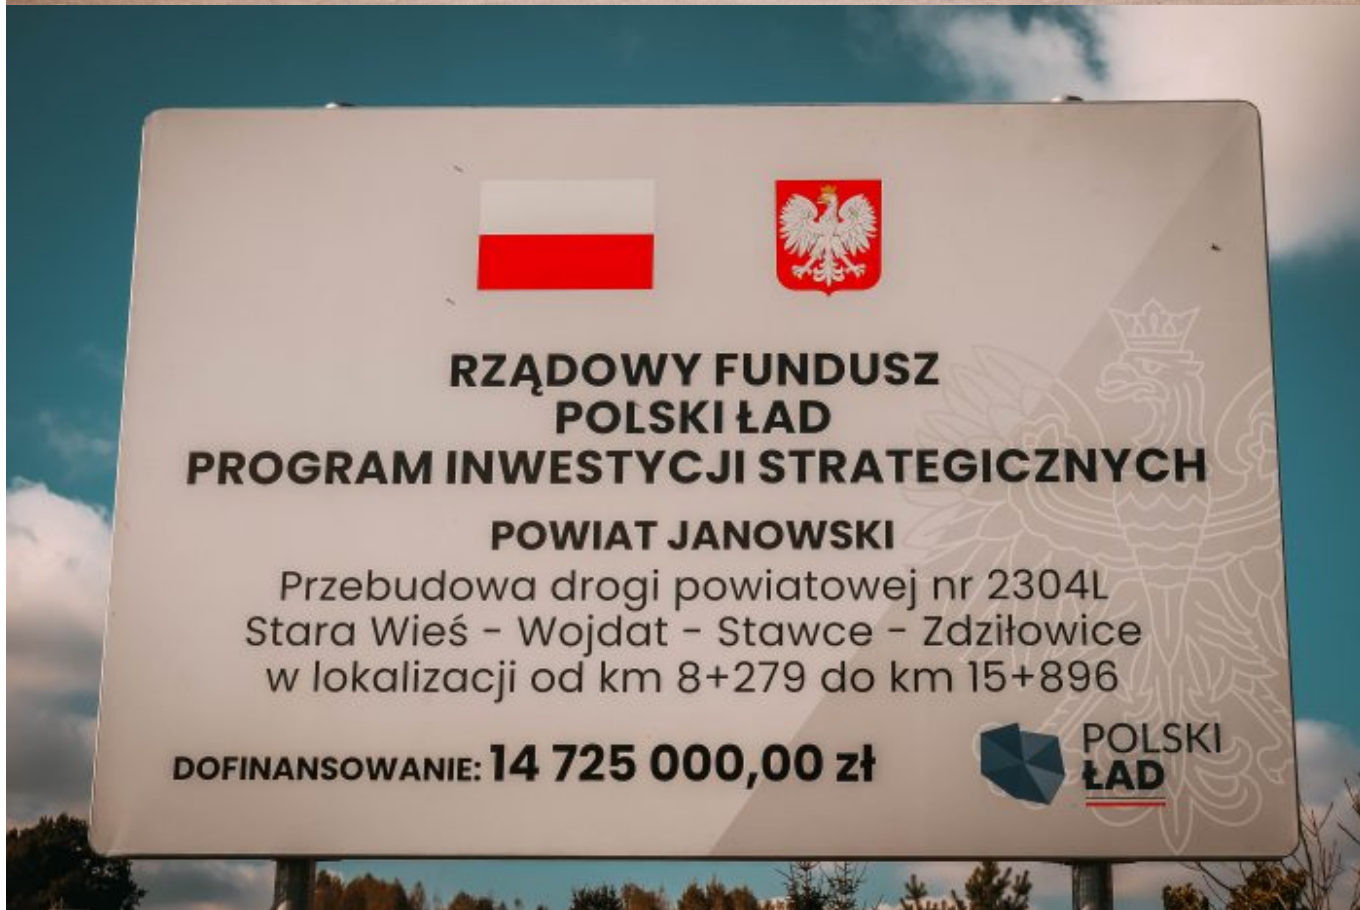 RZĄDOWY FUNDUSZ
POLSKI ŁAD
PROGRAM INWESTYCJI STRATEGICZNYCH
POWIAT JANOWSKI
Przebudowa drogi powiatowej nr 2304L
Stara Wieś - Wojdat - Stawce - Zdziłowice
w lokalizacji od km 8+279 do km 15+896
DOFINANSOWANIE: 14 725 000,00 zł
POLSKI
ŁAD